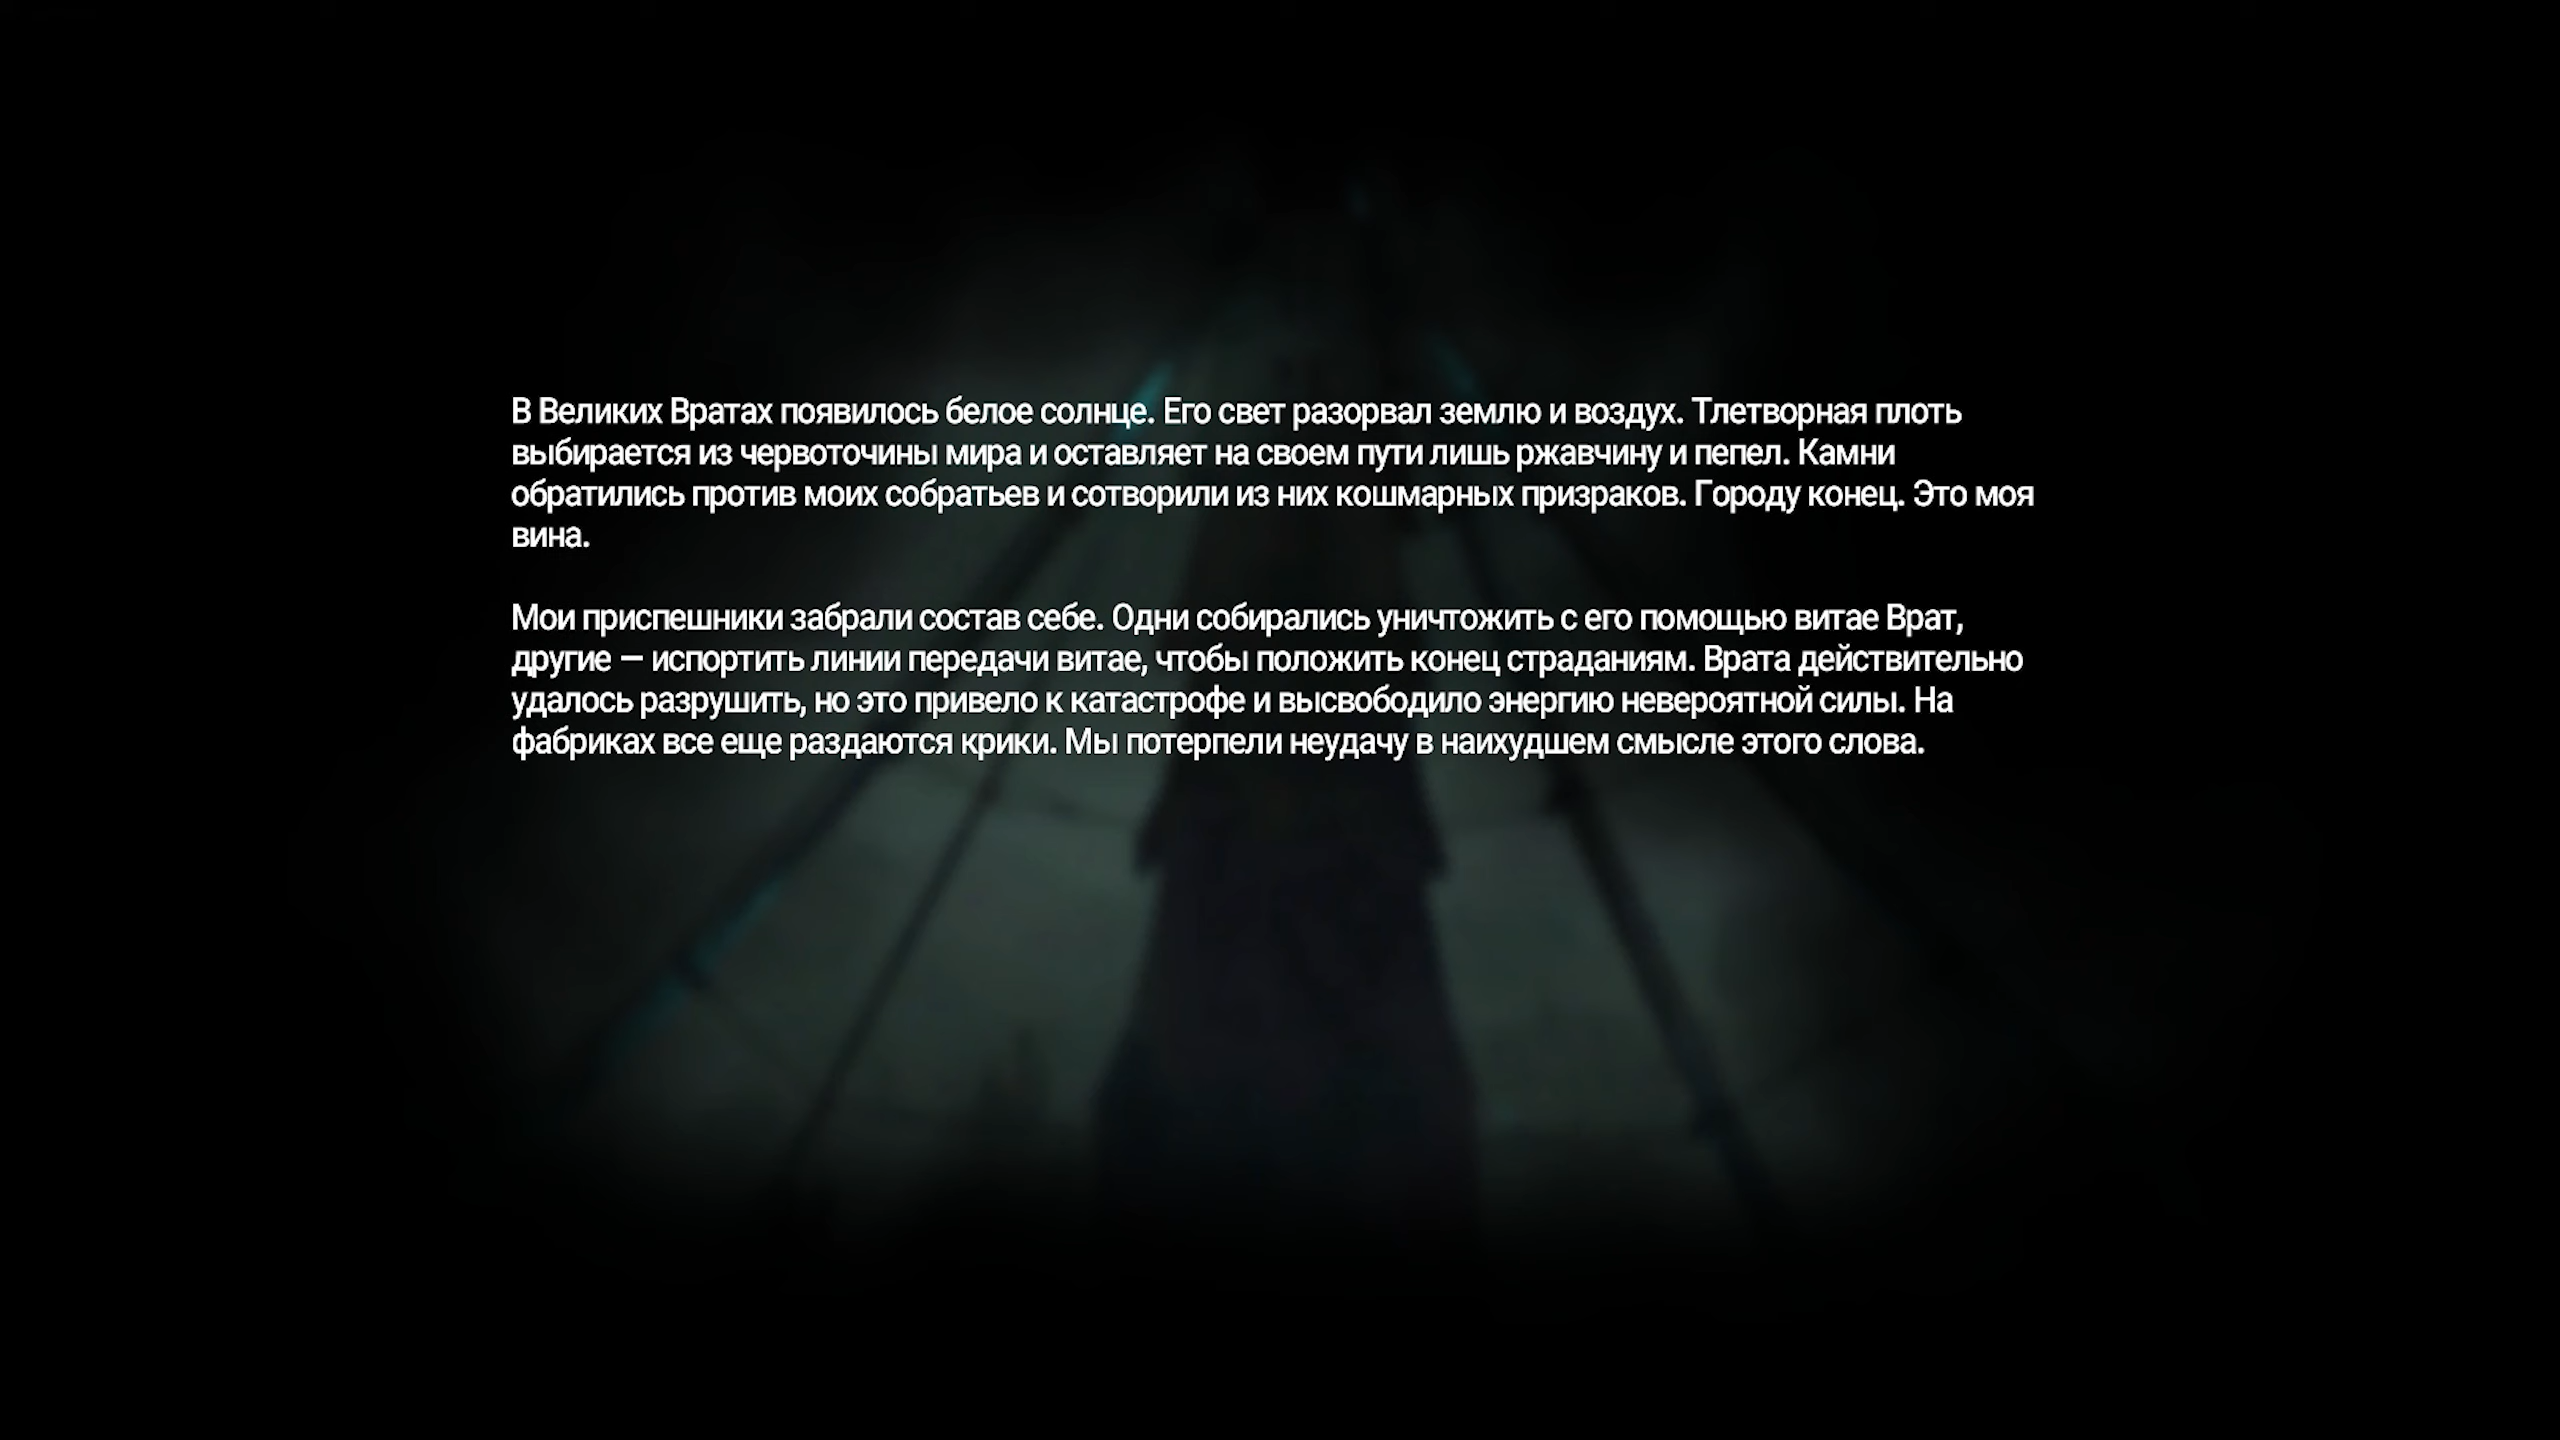 В Великих Вратах появилось белое солнце. Его свет разорвал землю и воздух. Тлетворная плоть
выбирается из червоточины мира и оставляет на своем пути лишь ржавчину и пепел. Камни
обратились против моих собратьев и сотворили из них кошмарных призраков. Городу конец. Это моя
вина.
Мои приспешники забрали состав себе. Одни собирались уничтожить с его помощью витае Врат,
другие — испортить линии передачи витае, чтобы положить конец страданиям. Врата действительно
удалось разрушить, но это привело к катастрофе и высвободило энергию невероятной силы. На
фабриках все еще раздаются крики. Мы потерпели неудачу в наихудшем смысле этого слова.